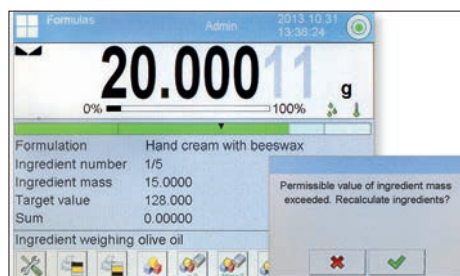 Formulas Admin 2013.10.31
13:36:24
20.00011 g
0% 100%
Formulation Hand cream with beeswax
Ingredient number 1/5
Ingredient mass 15.0000
Target value 128.000
Sum 0.00000
Ingredient weighing olive oil
Permissible value of ingredient mass
exceeded. Recalculate ingredients?